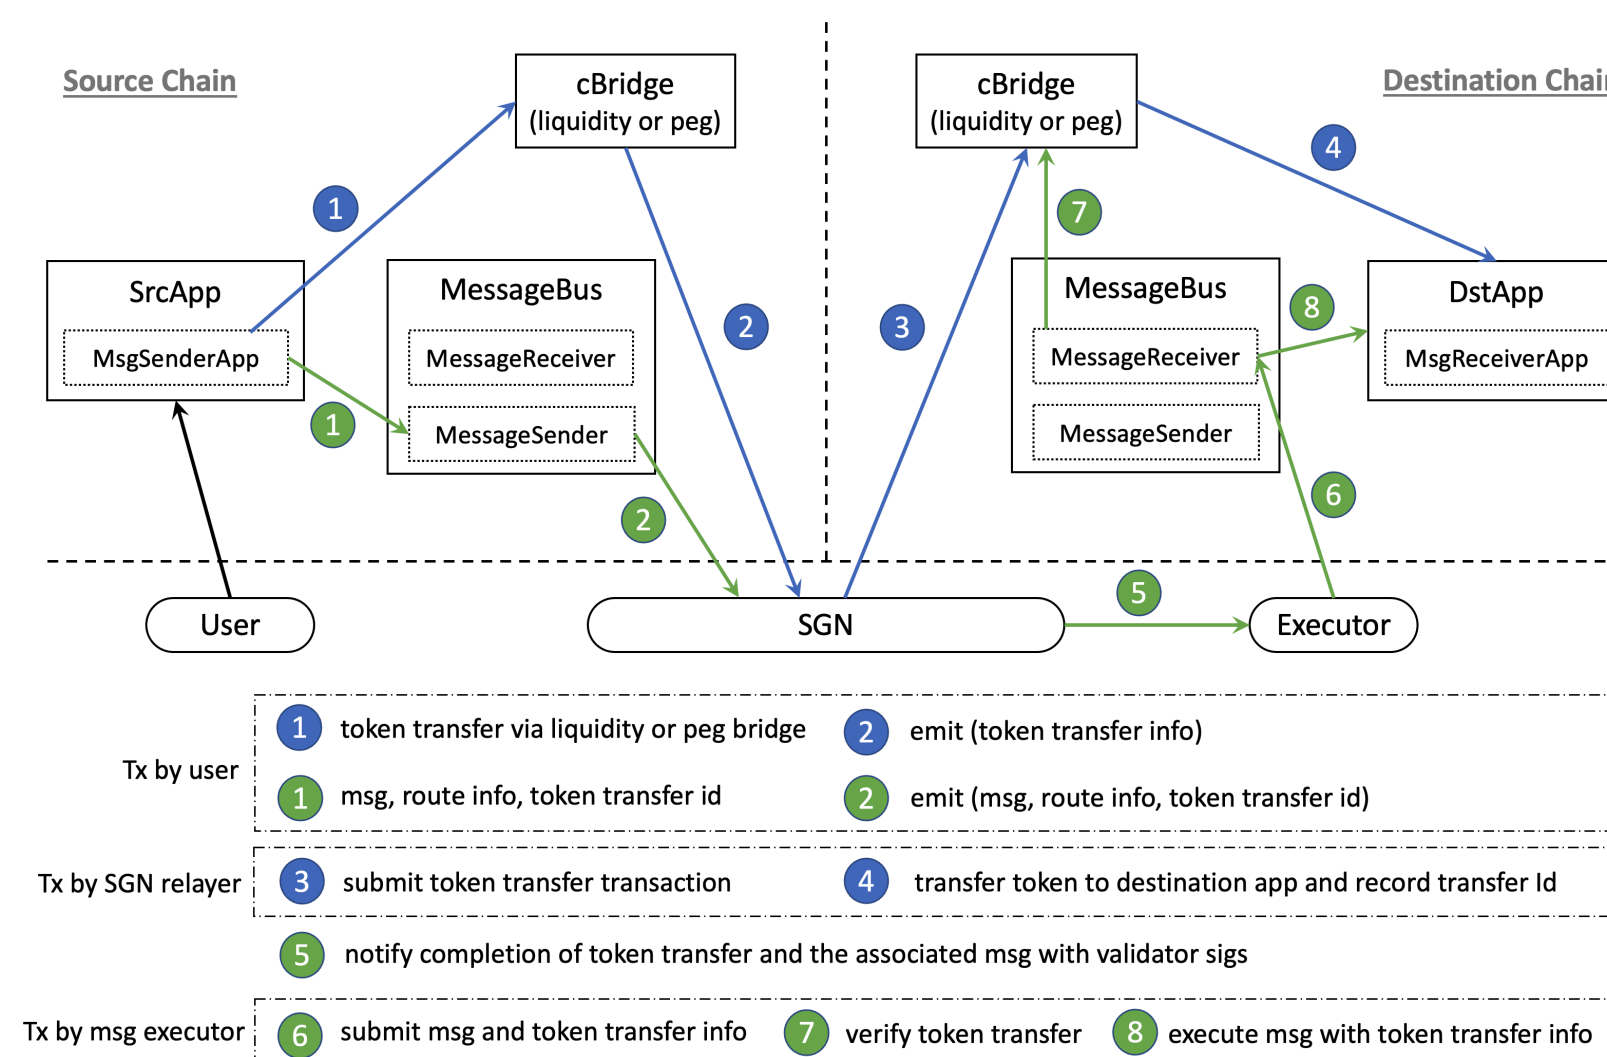 Source Chain
cBridge
(liquidity or peg)
cBridge
(liquidity or peg)
Destination Chai
1
4
7
SrcApp
MsgSenderApp
MessageBus
MessageReceiver
MessageSender
2
3
MessageBus
MessageReceiver
MessageSender
8
DstApp
MsgReceiverApp
1
2
6
5
User
SGN
Executor
Tx by user
1 token transfer via liquidity or peg bridge
2 emit (token transfer info)
1 msg, route info, token transfer id
2 emit (msg, route info, token transfer id)
Tx by SGN relayer
3 submit token transfer transaction
4 transfer token to destination app and record transfer Id
5 notify completion of token transfer and the associated msg with validator sigs
Tx by msg executor
6 submit msg and token transfer info
7 verify token transfer
8 execute msg with token transfer info